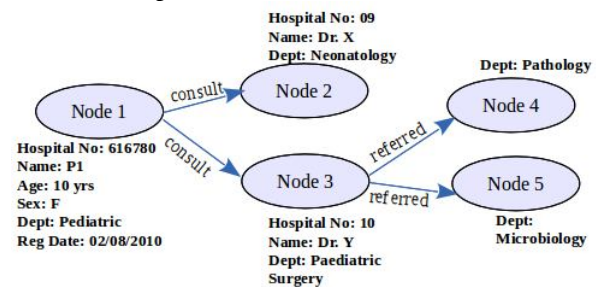 Hospital No: 09
Name: Dr. X
Dept: Neonatology
Node 2
consult
Node 1
Hospital No: 616780
Name: P1
Age: 10 yrs
Sex: F
Dept: Pediatric
Reg Date: 02/08/2010
consult
Node 3
Hospital No: 10
Name: Dr. Y
Dept: Paediatric
Surgery
referred
Dept: Pathology
Node 4
referred
Node 5
Dept:
Microbiology